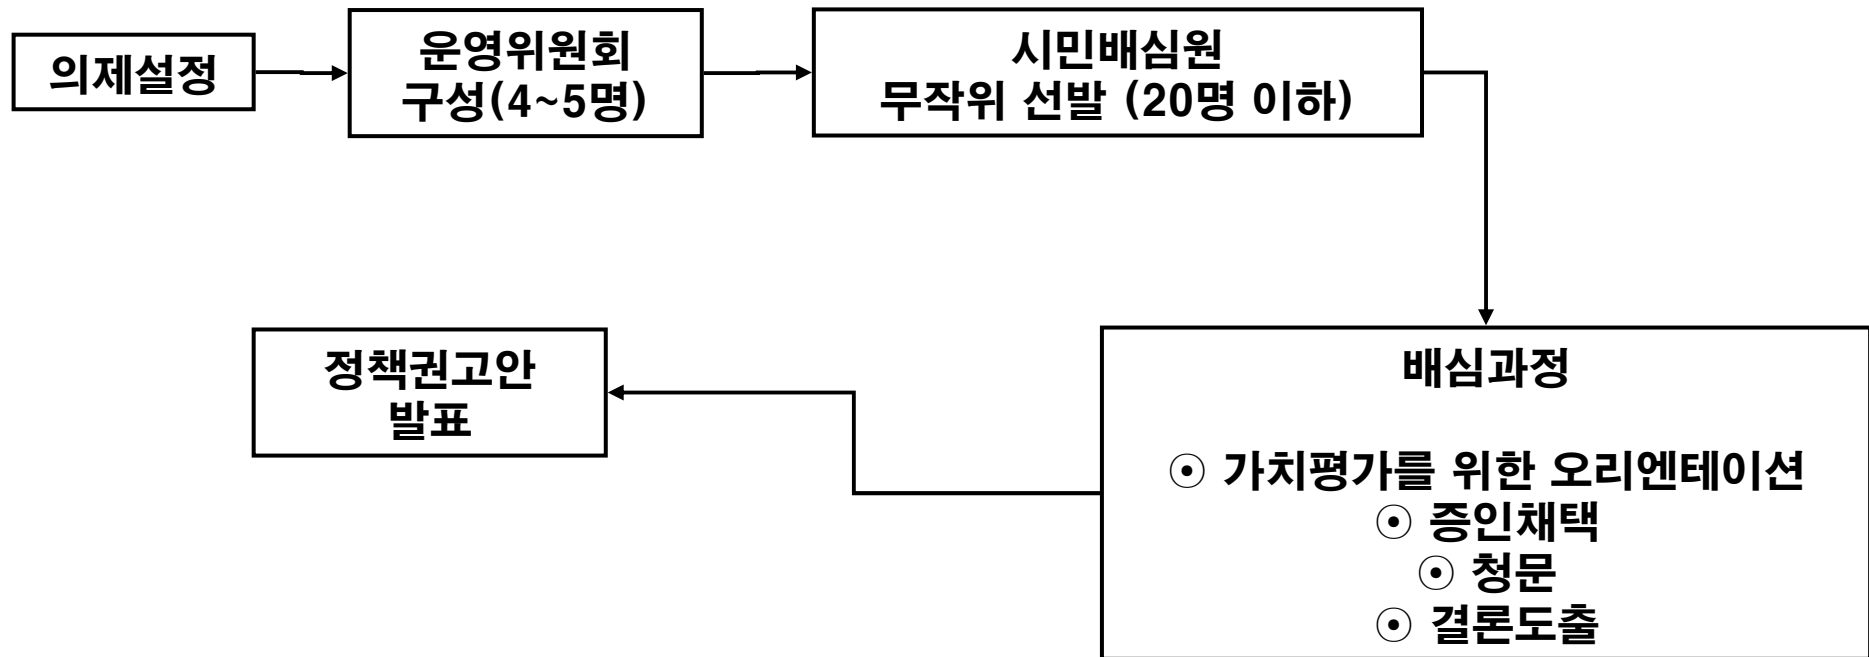 의제설정
운영위원회
구성(4~5명)
시민배심원
무작위 선발 (20명 이하)
배심과정
⊙ 가치평가를 위한 오리엔테이션
⊙ 증인채택
⊙ 청문
⊙ 결론도출
정책권고안
발표